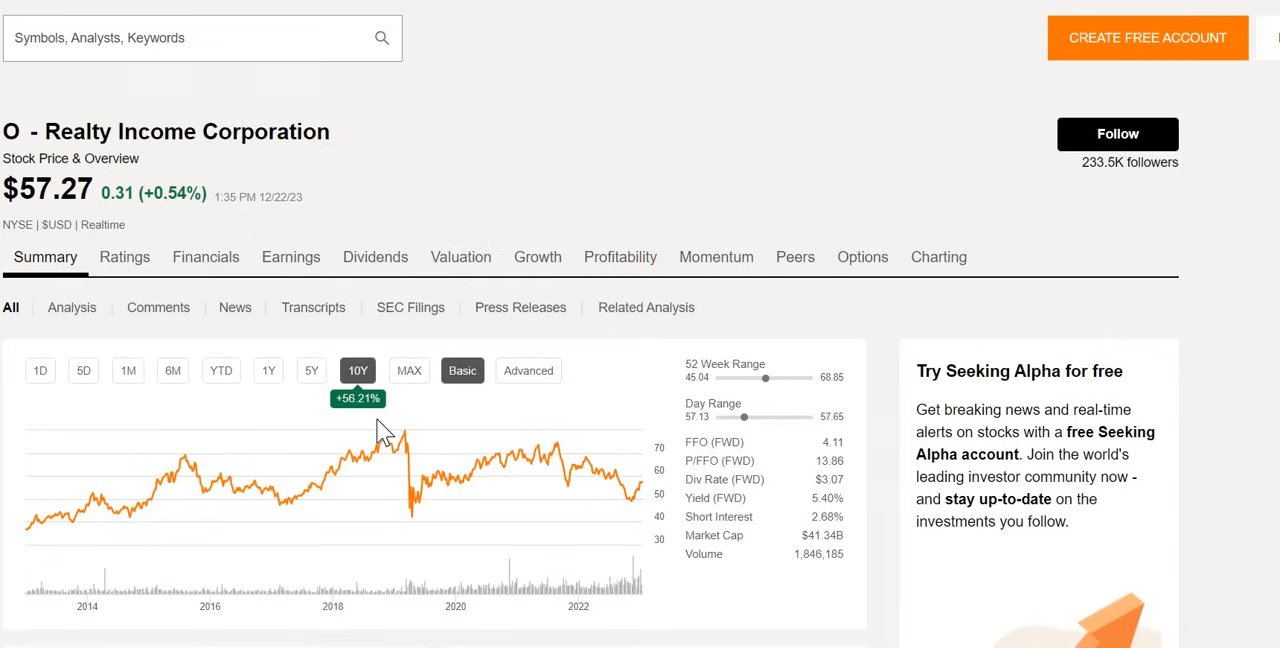 Symbols, Analysts, Keywords
CREATE FREE ACCOUNT
O - Realty Income Corporation
Follow
Stock Price & Overview
233.5K followers
$57.27 0.31 (+0.54%) 1:35 PM 12/22/23
NYSE | $USD | Realtime
Summary Ratings Financials Earnings Dividends Valuation Growth Profitability Momentum Peers Options Charting
All Analysis Comments News Transcripts SEC Filings Press Releases Related Analysis
1D 5D 1M 6M YTD 1Y 5Y 10Y MAX Basic Advanced
+56.21%
70
60
50
40
30
2014 2016 2018 2020 2022
52 Week Range
45.04 68.85
Day Range
57.13 57.65
FFO (FWD) 4.11
P/FFO (FWD) 13.86
Div Rate (FWD) $3.07
Yield (FWD) 5.40%
Short Interest 2.68%
Market Cap $41.34B
Volume 1,846,185
Try Seeking Alpha for free
Get breaking news and real-time
alerts on stocks with a free Seeking
Alpha account. Join the world's
leading investor community now -
and stay up-to-date on the
investments you follow.